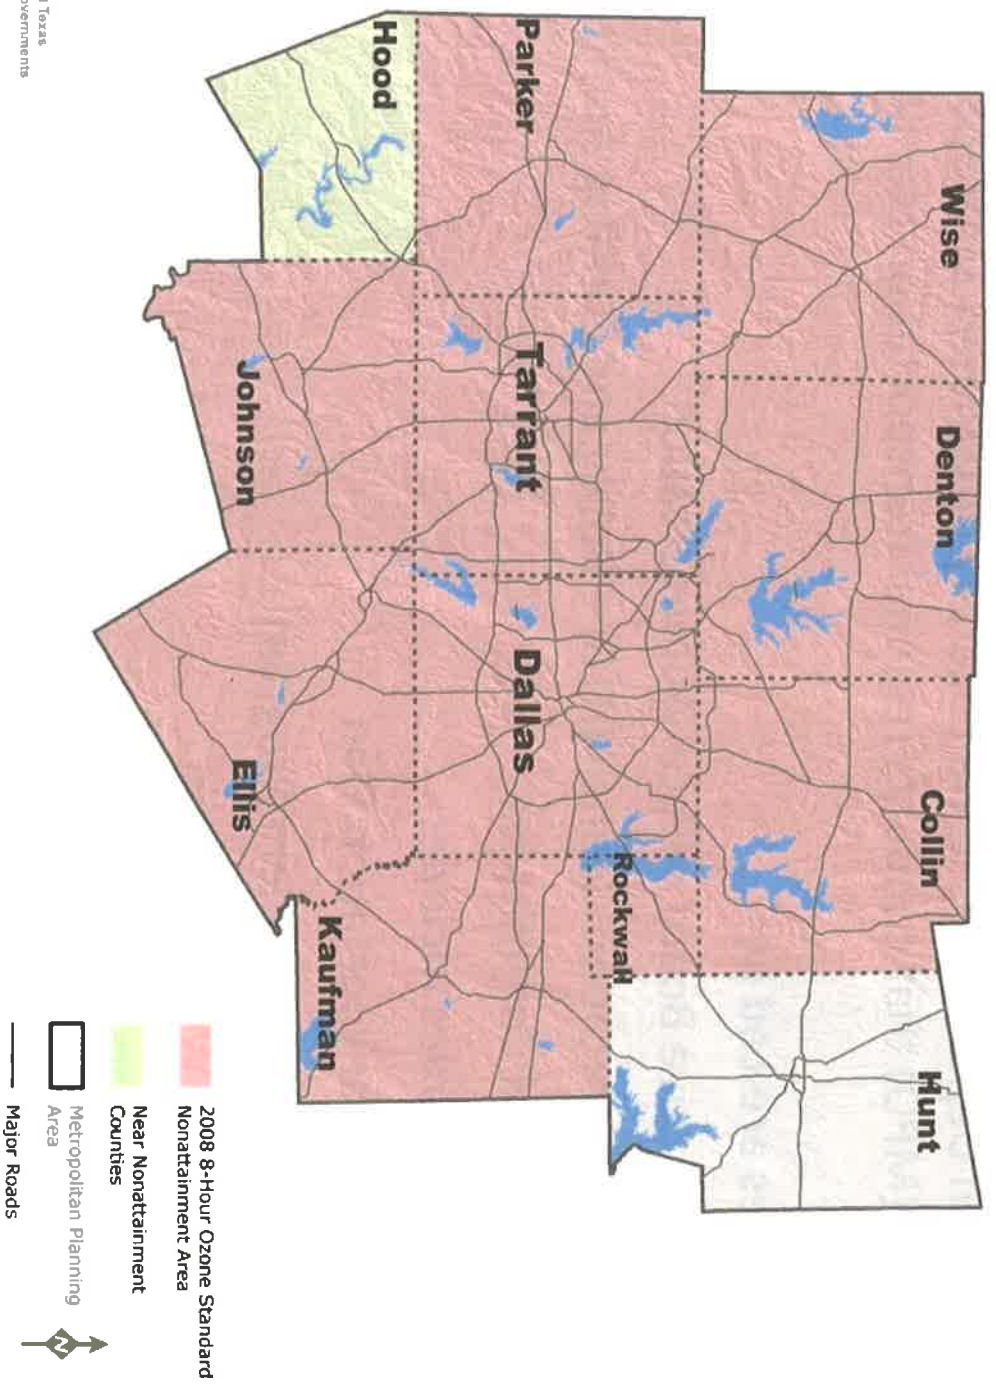 Wise
Denton
Collin
Hunt
Parker
Tarrant
Dallas
Rockwall
Hood
Johnson
Ellis
Kaufman
2008 8-Hour Ozone Standard
Nonattainment Area
Near Nonattainment
Counties
Metropolitan Planning
Area
Major Roads
N
Texas